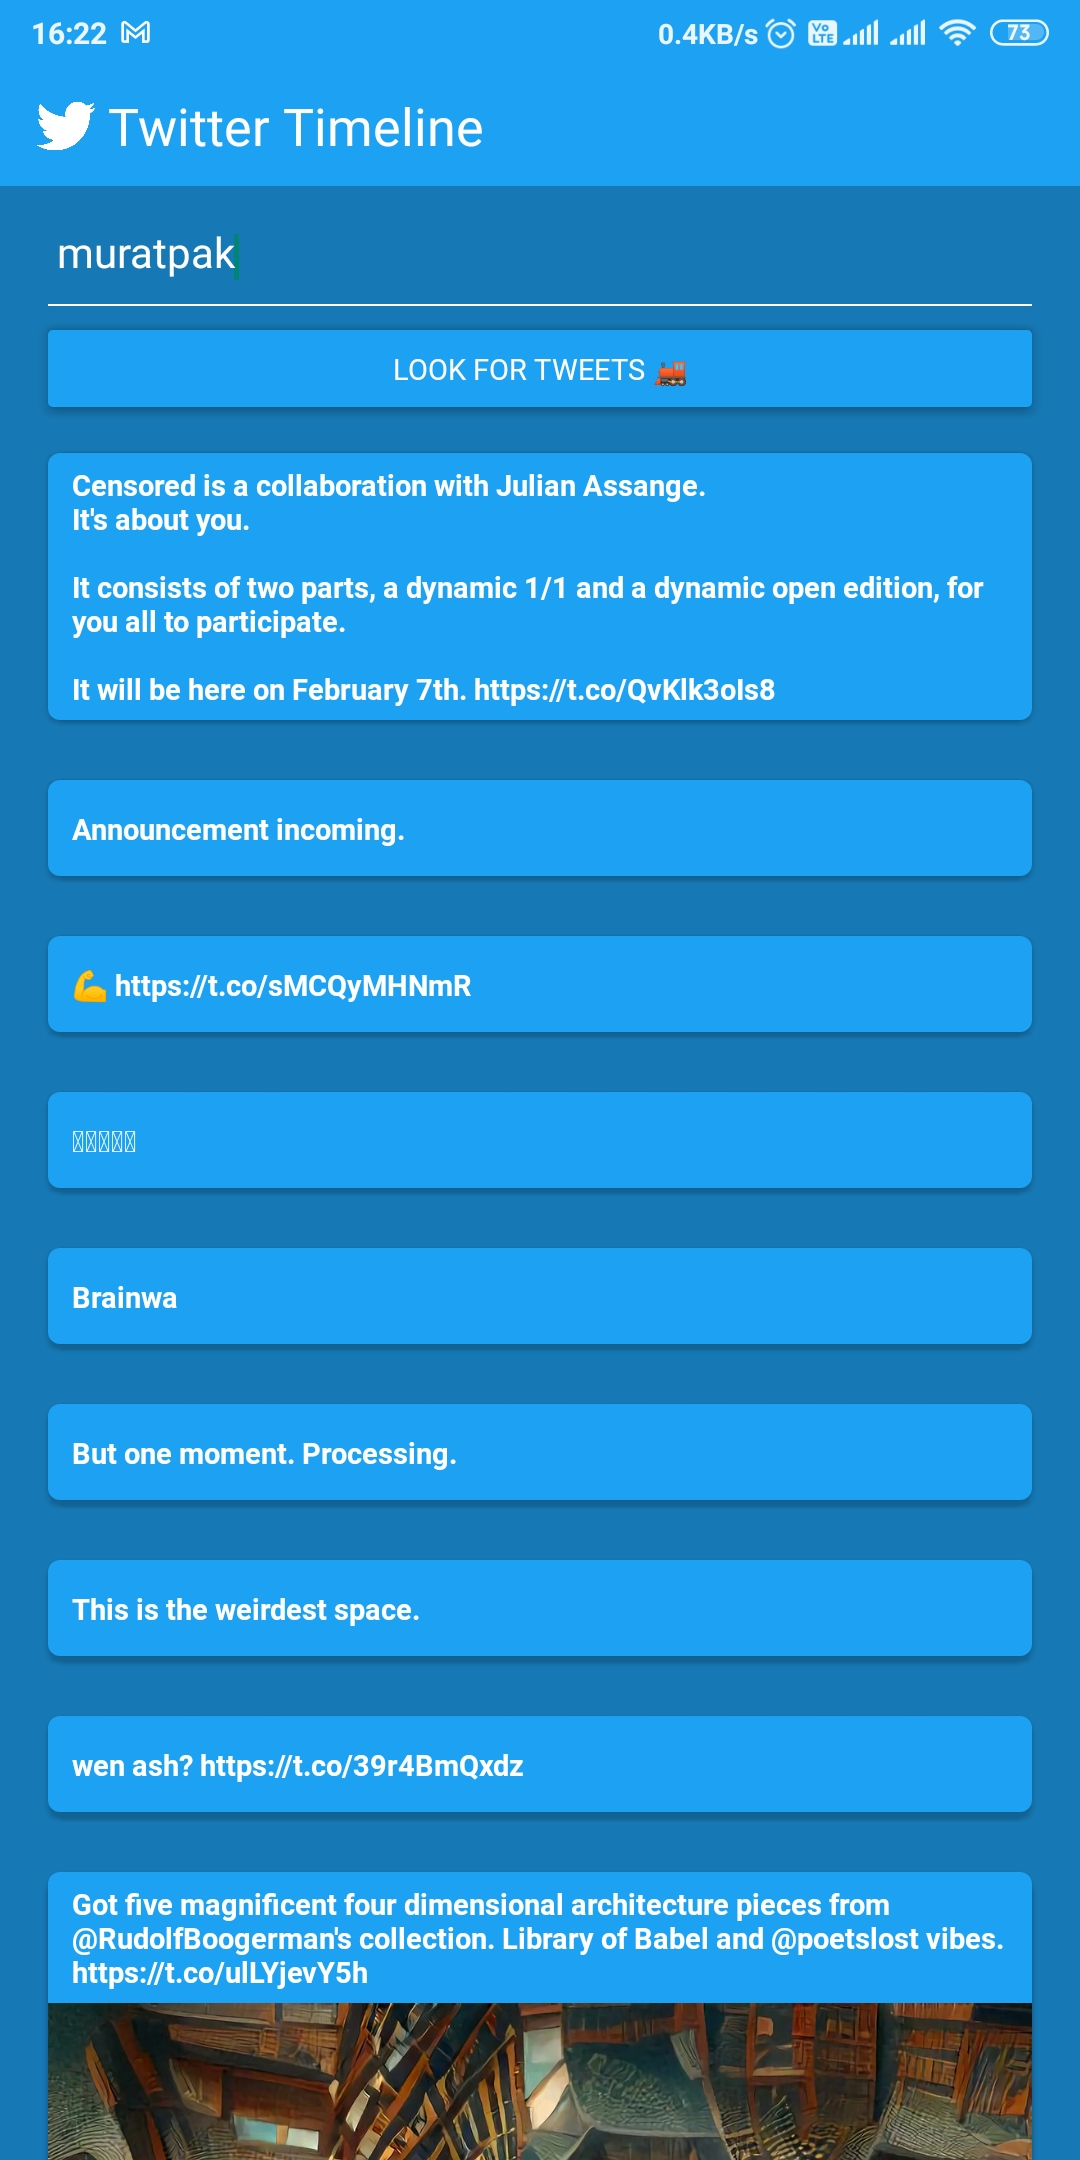 16:22 0.4KB/s Vo LTE 73
Twitter Timeline
muratpak
LOOK FOR TWEETS 🚂
Censored is a collaboration with Julian Assange.
It's about you.
It consists of two parts, a dynamic 1/1 and a dynamic open edition, for
you all to participate.
It will be here on February 7th. https://t.co/QvKlk3oIs8
Announcement incoming.
💪 https://t.co/sMCQyMHNmR
Brainwa
But one moment. Processing.
This is the weirdest space.
wen ash? https://t.co/39r4BmQxdz
Got five magnificent four dimensional architecture pieces from
@RudolfBoogerman's collection. Library of Babel and @poetslost vibes.
https://t.co/ulLYjevY5h